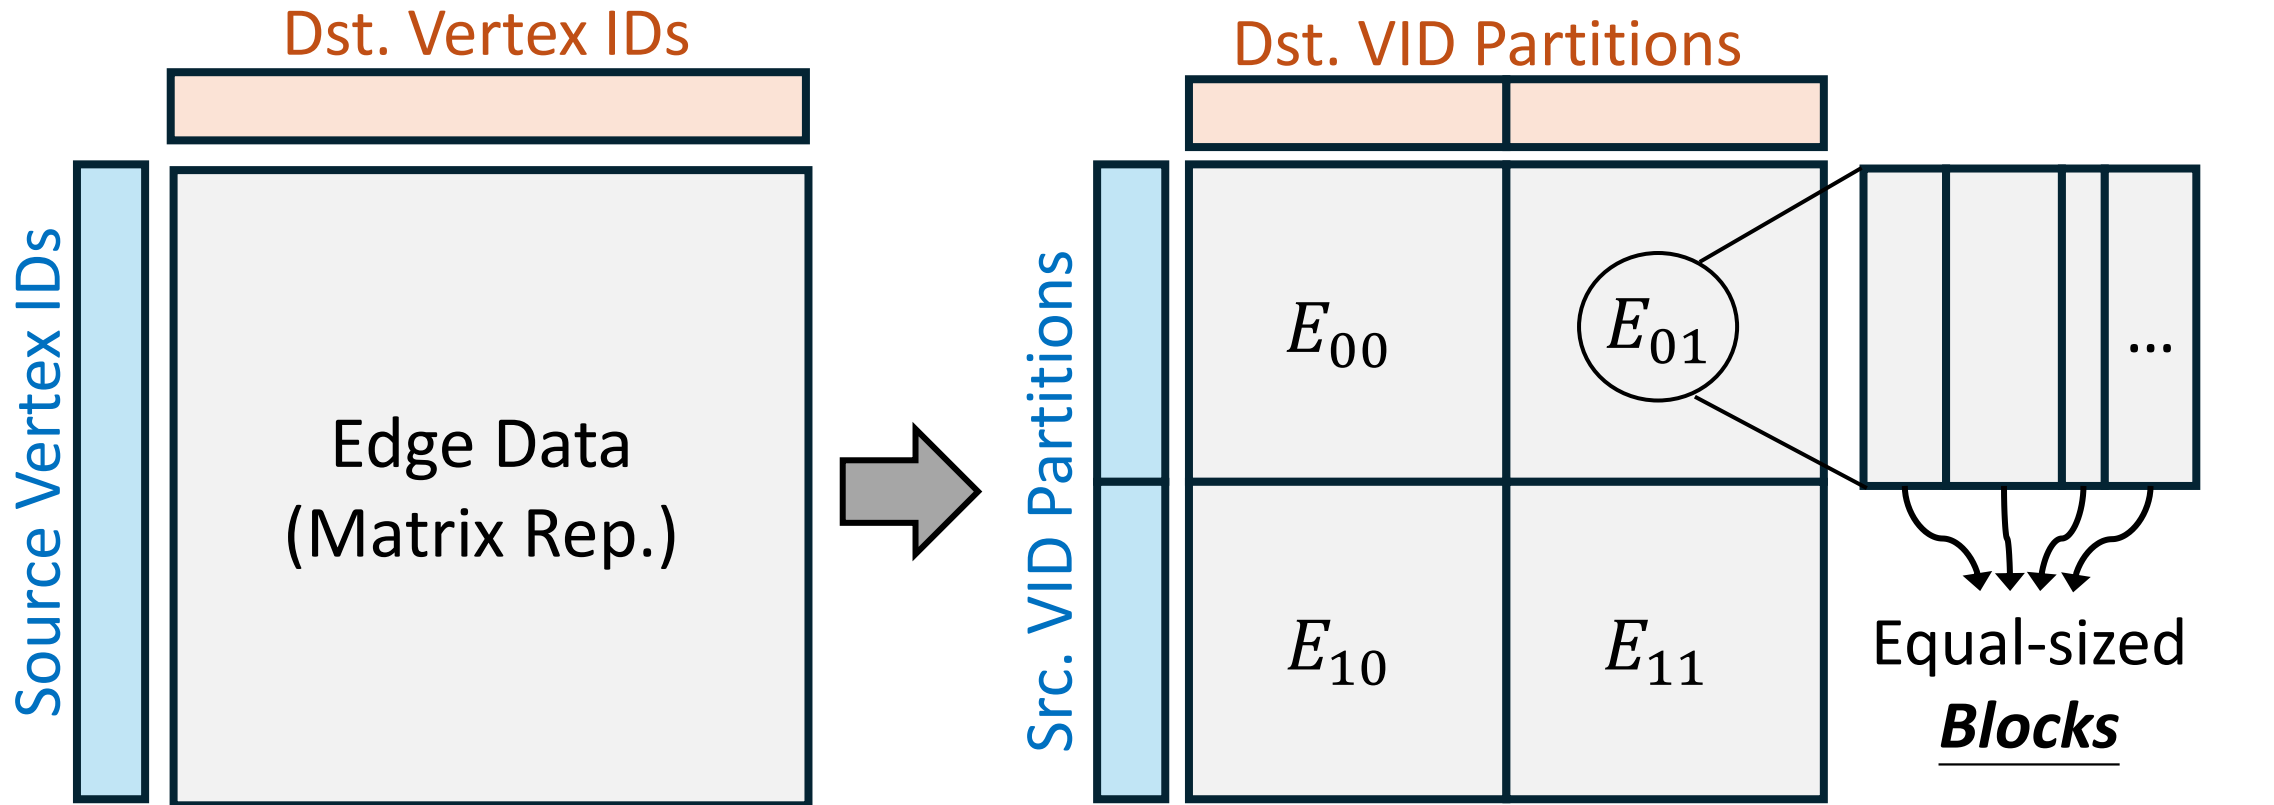 Dst. Vertex IDs
Source Vertex IDs
Edge Data
(Matrix Rep.)
Dst. VID Partitions
Src. VID Partitions
E₀₀
E₀₁
...
E₁₀
E₁₁
Equal-sized
Blocks